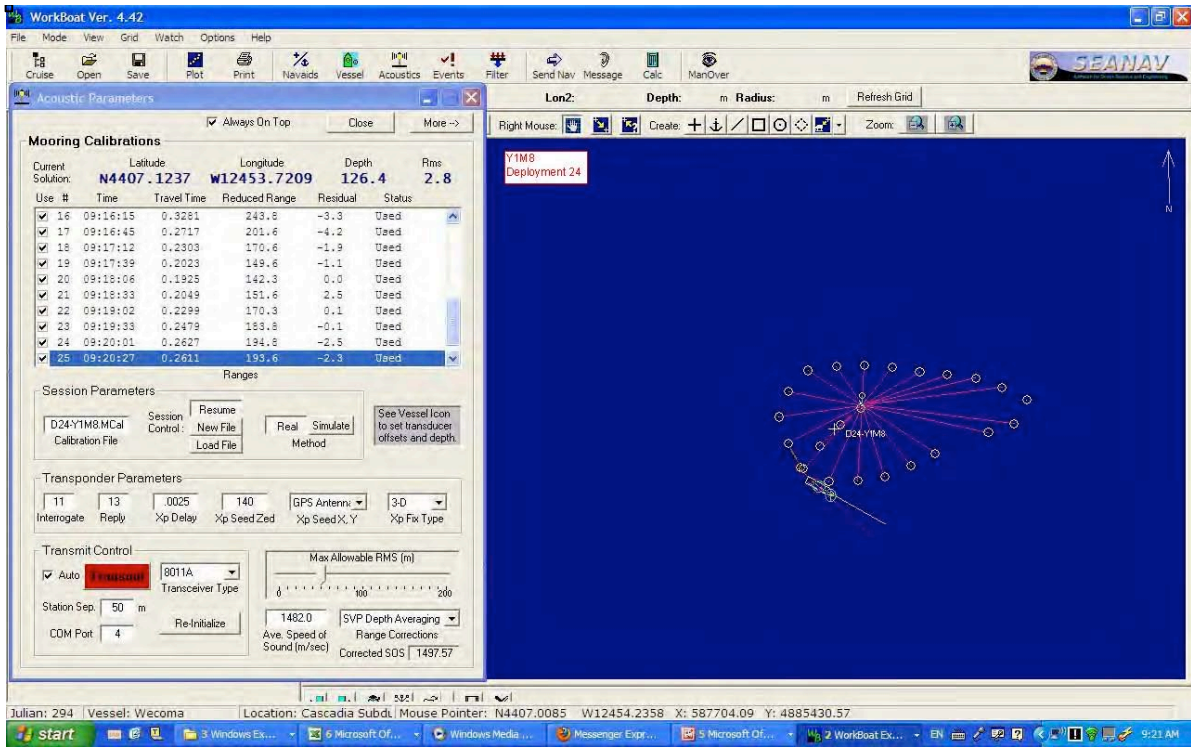 WorkBoat Ver. 4.42
File Mode View Grid Watch Options Help
Cruise Open Save Plot Print Navaids Vessel Acoustics Events Filter Send Nav Message Calc ManOver
SEANAV
Acoustic Parameters
Lon2: Depth: m Radius: m Refresh Grid
Always On Top Close More -->
Right Mouse: Create: Zoom:
Mooring Calibrations
Current Solution: Latitude Longitude Depth Rms
N4407.1237 W12453.7209 126.4 2.8
Use # Time Travel Time Reduced Range Residual Status
16 09:16:15 0.3281 243.8 -3.3 Used
17 09:16:45 0.2717 201.6 -4.2 Used
18 09:17:12 0.2303 170.6 -1.9 Used
19 09:17:39 0.2023 149.6 -1.1 Used
20 09:18:06 0.1925 142.3 0.0 Used
21 09:18:33 0.2049 151.6 2.5 Used
22 09:19:02 0.2299 170.3 0.1 Used
23 09:19:33 0.2479 183.8 -0.1 Used
24 09:20:01 0.2627 194.8 -2.5 Used
25 09:20:27 0.2611 193.6 -2.3 Used
Ranges
Y1M8
Deployment 24
N
D24-Y1M8
Session Parameters
D24-Y1M8.MCal
Calibration File
Session Control:
Resume
New File
Load File
Real Simulate
Method
See Vessel Icon to set transducer offsets and depth.
Transponder Parameters
11 13 .0025 140 GPS Antenn 3-D
Interrogate Reply Xp Delay Xp Seed Zed Xp Seed X, Y Xp Fix Type
Transmit Control
Auto Transmit 8011A
Transceiver Type
Station Sep. 50 m
COM Port 4
Re-Initialize
Max Allowable RMS (m)
0 100 200
1482.0 SVP Depth Averaging
Ave. Speed of Sound (m/sec)
Range Corrections
Corrected SOS 1497.57
Julian: 294 Vessel: Wecoma Location: Cascadia Subdu Mouse Pointer: N4407.0085 W12454.2358 X: 587704.09 Y: 4885430.57
start 3 Windows Ex... 6 Microsoft Of... Windows Media ... Messenger Expr... 5 Microsoft Of... 2 WorkBoat Ex... EN 9:21 AM